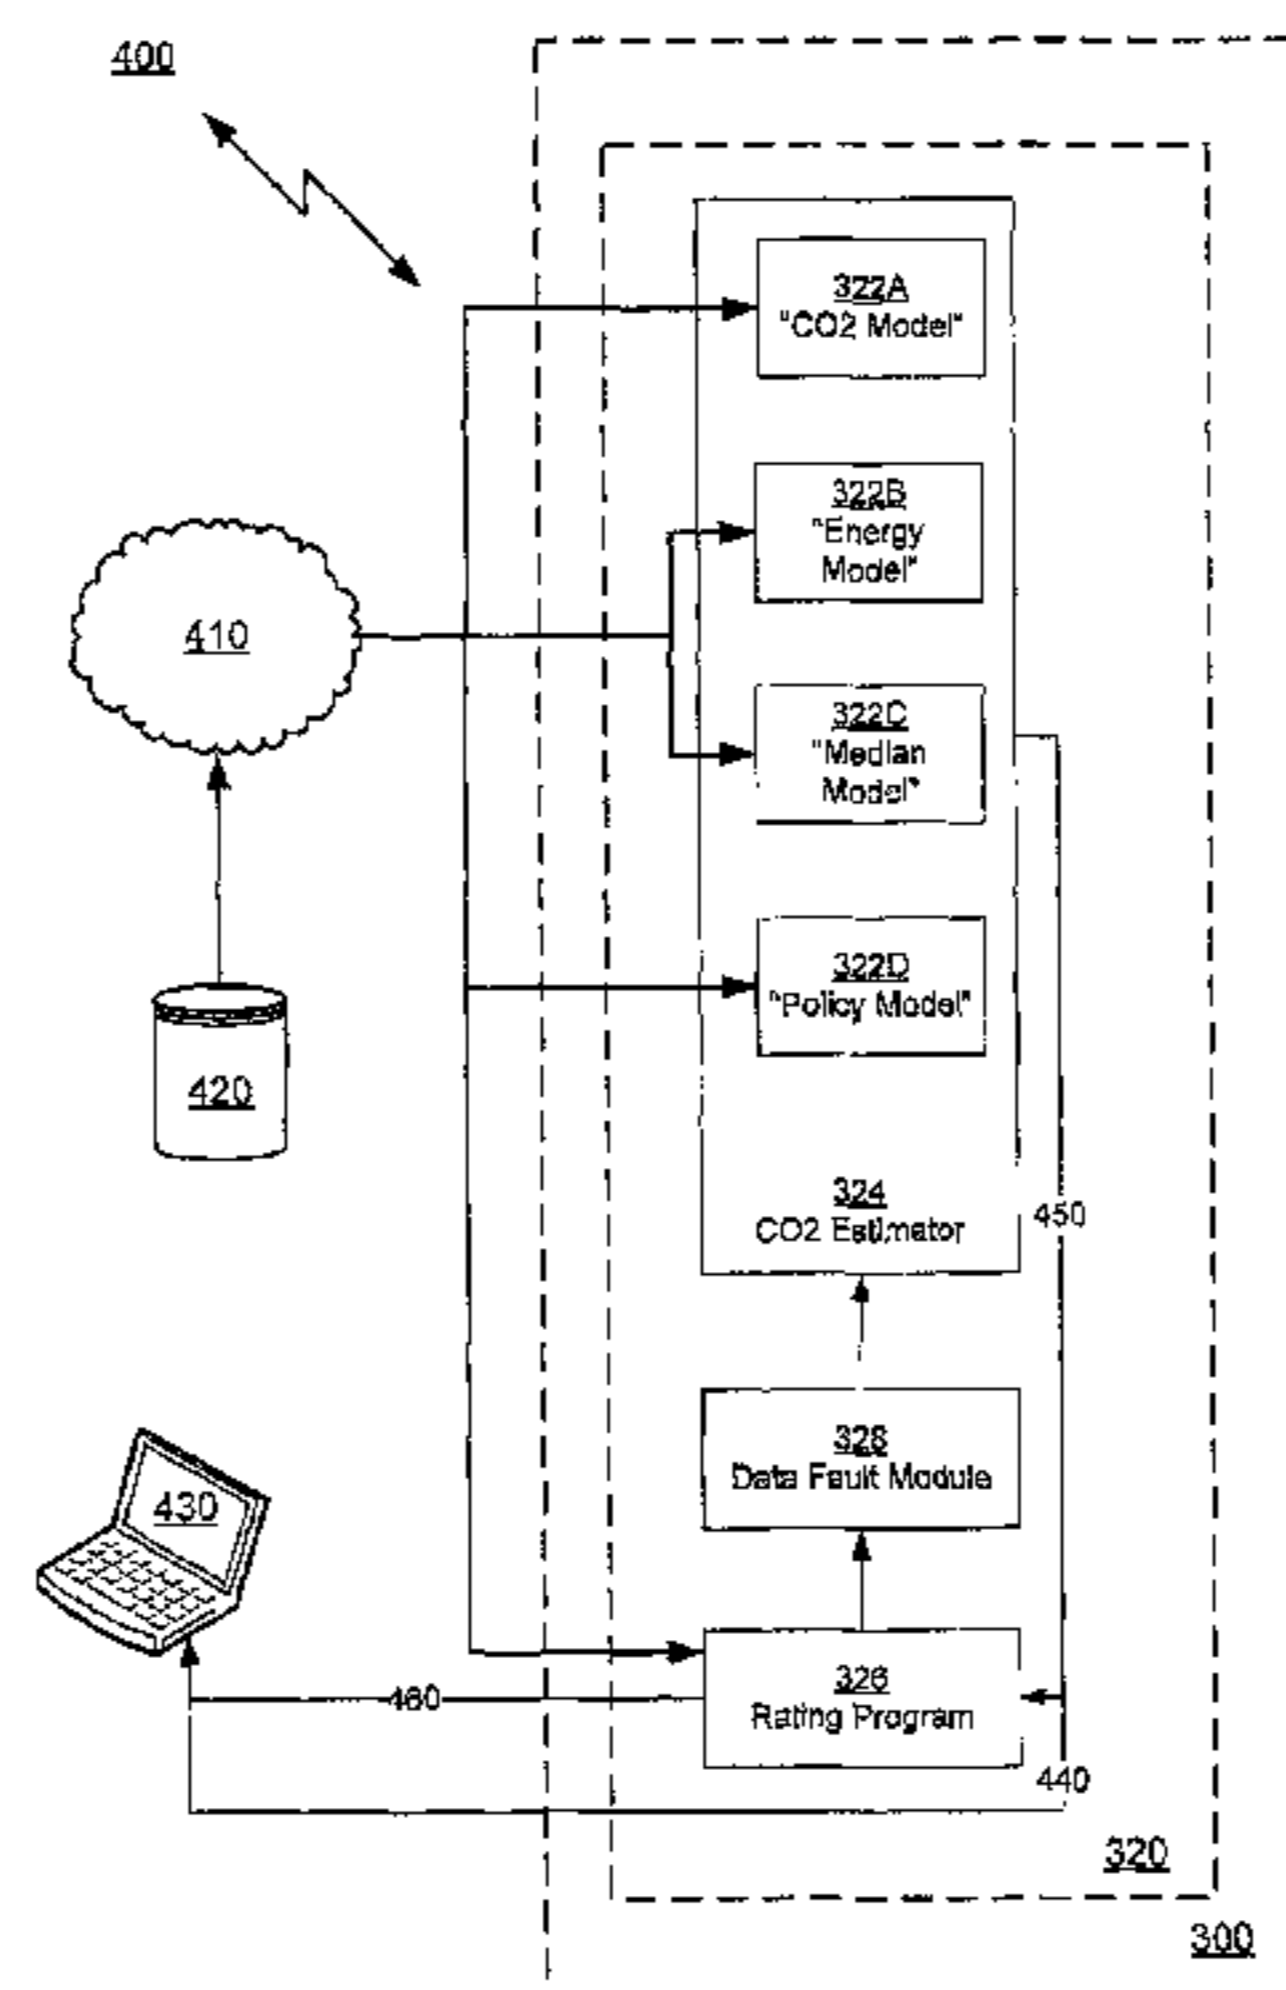 400
322A
"CO2 Model"
322B
"Energy
Model"
410
322C
"Median
Model"
322D
"Policy Model"
420
324
CO2 Estimator
450
328
Data Fault Module
430
326
Rating Program
460
440
320
300